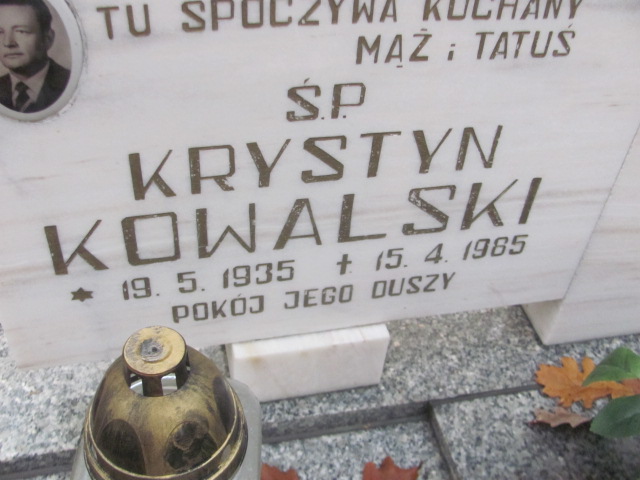 TU SPOCZYWA KOCHANY
MĄŻ i TATUŚ
Ś.P.
KRYSTYN
KOWALSKI
* 19. 5. 1935 † 15. 4. 1985
POKÓJ JEGO DUSZY